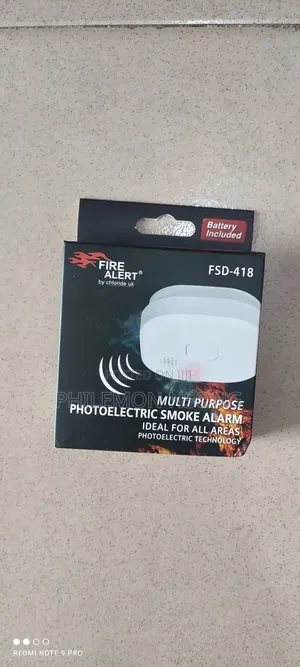 Battery
Included
FIRE
ALERT®
by chloride uk
FSD-418
MULTI PURPOSE
PHOTOELECTRIC SMOKE ALARM
IDEAL FOR ALL AREAS
PHOTOELECTRIC TECHNOLOGY
REDMI NOTE 9 PRO